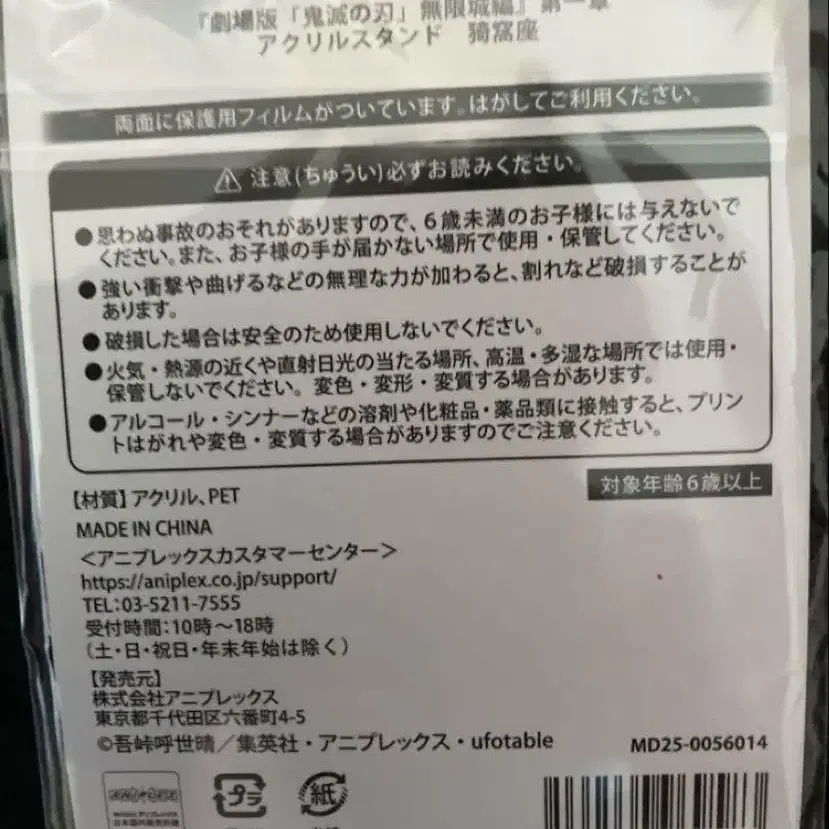 『劇場版「鬼滅の刃」無限城編』第一章
アクリルスタンド 猗窩座
両面に保護用フィルムがついています。はがしてご利用ください。
注意(ちゅうい)必ずお読みください。
●思わぬ事故のおそれがありますので、6歳未満のお子様には与えないで
ください。また、お子様の手が届かない場所で使用・保管してください。
●強い衝撃や曲げるなどの無理な力が加わると、割れなど破損することが
あります。
●破損した場合は安全のため使用しないでください。
●火気・熱源の近くや直射日光の当たる場所、高温・多湿な場所では使用・
保管しないでください。変色・変形・変質する場合があります。
●アルコール・シンナーなどの溶剤や化粧品・薬品類に接触すると、プリン
トはがれや変色・変質する場合がありますのでご注意ください。
対象年齢6歳以上
【材質】アクリル、PET
MADE IN CHINA
<アニプレックスカスタマーセンター>
https://aniplex.co.jp/support/
TEL:03-5211-7555
受付時間:10時〜18時
(土・日・祝日・年末年始は除く)
【発売元】
株式会社アニプレックス
東京都千代田区六番町4-5
©吾峠呼世晴/集英社・アニプレックス・ufotable
MD25-0056014
プラ
紙